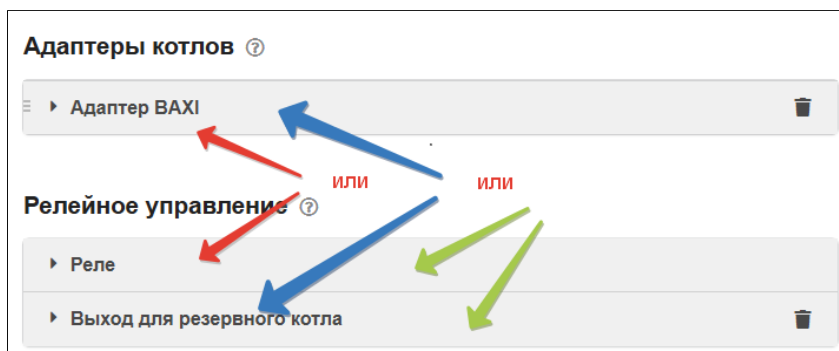 Адаптеры котлов ?
Адаптер BAXI
или
или
Релейное управление ?
Реле
Выход для резервного котла